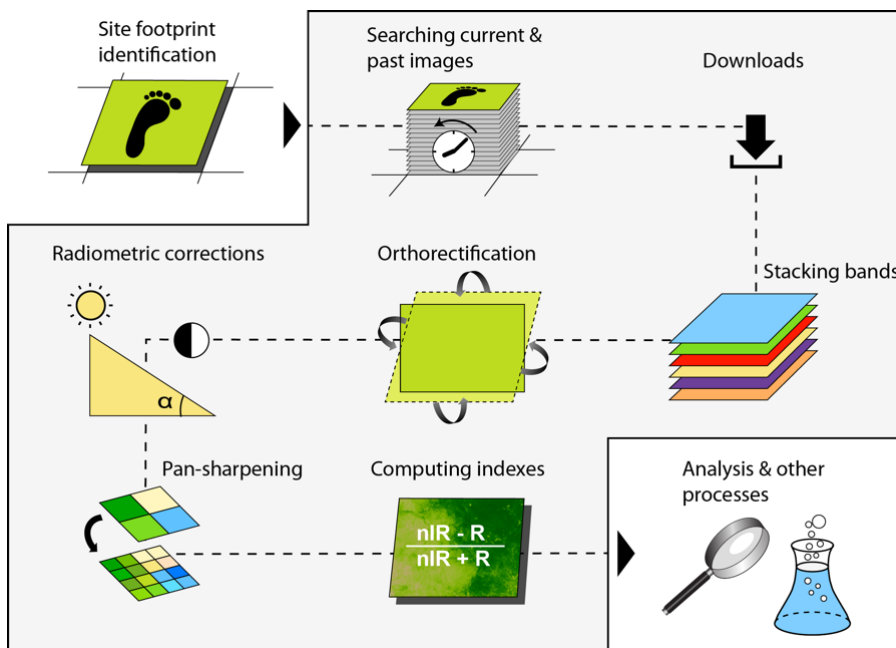 Site footprint
identification
Searching current &
past images
Downloads
Radiometric corrections
Orthorectification
Stacking bands
α
Pan-sharpening
Computing indexes
nIR - R
nIR + R
Analysis & other
processes